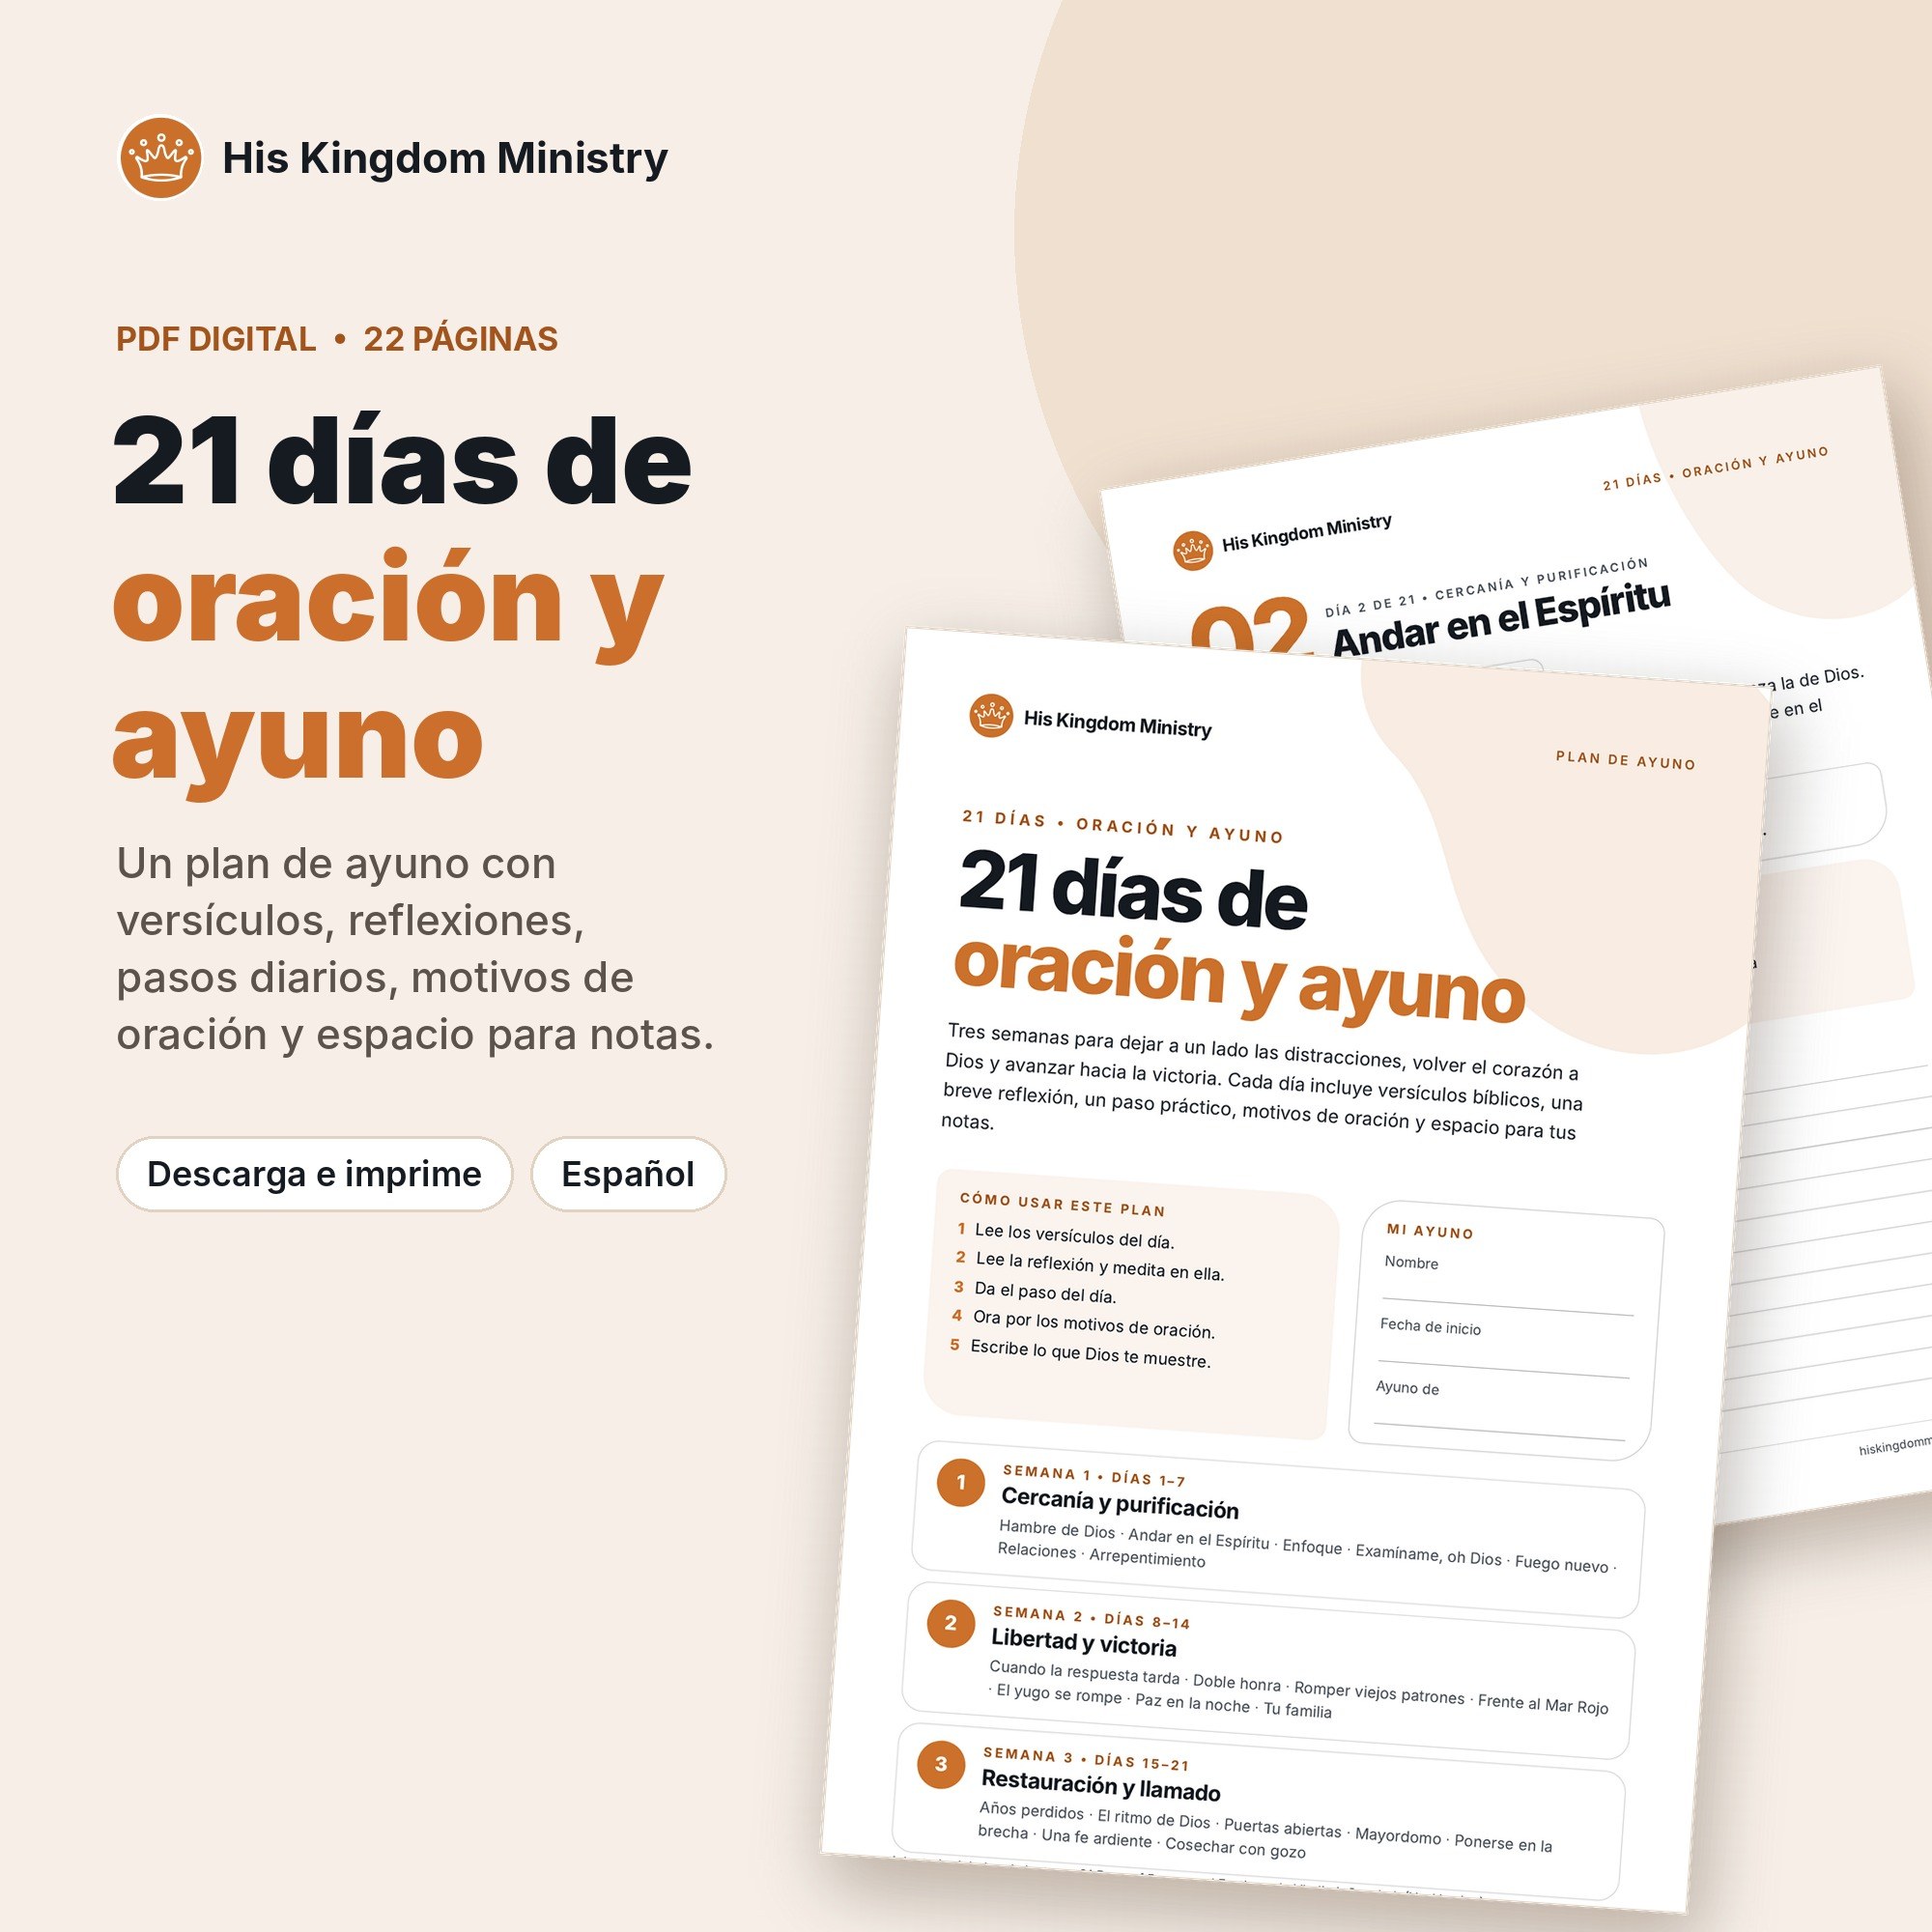 His Kingdom Ministry
PDF DIGITAL • 22 PÁGINAS
21 días de
oración y
ayuno
Un plan de ayuno con
versículos, reflexiones,
pasos diarios, motivos de
oración y espacio para notas.
Descarga e imprime
Español
21 DÍAS • ORACIÓN Y AYUNO
His Kingdom Ministry
02
DÍA 2 DE 21 • CERCANÍA Y PURIFICACIÓN
Andar en el Espíritu
la de Dios.
en el
His Kingdom Ministry
PLAN DE AYUNO
21 DÍAS • ORACIÓN Y AYUNO
21 días de
oración y ayuno
Tres semanas para dejar a un lado las distracciones, volver el corazón a
Dios y avanzar hacia la victoria. Cada día incluye versículos bíblicos, una
breve reflexión, un paso práctico, motivos de oración y espacio para tus
notas.
CÓMO USAR ESTE PLAN
1 Lee los versículos del día.
2 Lee la reflexión y medita en ella.
3 Da el paso del día.
4 Ora por los motivos de oración.
5 Escribe lo que Dios te muestre.
MI AYUNO
Nombre
Fecha de inicio
Ayuno de
1
SEMANA 1 • DÍAS 1–7
Cercanía y purificación
Hambre de Dios · Andar en el Espíritu · Enfoque · Examíname, oh Dios · Fuego nuevo ·
Relaciones · Arrepentimiento
2
SEMANA 2 • DÍAS 8–14
Libertad y victoria
Cuando la respuesta tarda · Doble honra · Romper viejos patrones · Frente al Mar Rojo
· El yugo se rompe · Paz en la noche · Tu familia
3
SEMANA 3 • DÍAS 15–21
Restauración y llamado
Años perdidos · El ritmo de Dios · Puertas abiertas · Mayordomo · Ponerse en la
brecha · Una fe ardiente · Cosechar con gozo